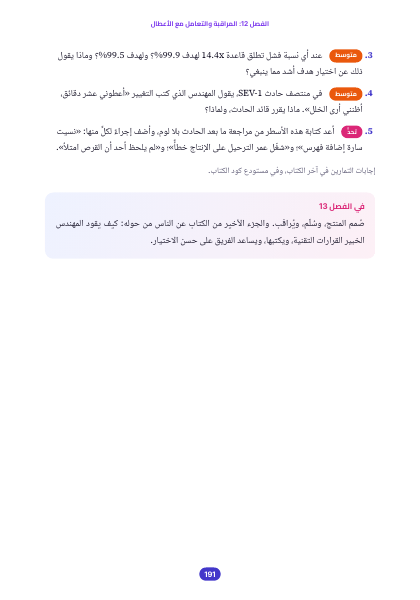 الفصل 12: المراقبة والتعامل مع الأعطال
3. متوسط عند أي نسبة فشل تطلق قاعدة 14.4x لهدف 99.9%؟ ولهدف 99.5%؟ وماذا يقول
ذلك عن اختيار هدف أشد مما ينبغي؟
4. متوسط في منتصف حادث SEV-1، يقول المهندس الذي كتب التغيير «أعطوني عشر دقائق،
أظنني أرى الخلل». ماذا يقرر قائد الحادث، ولماذا؟
5. تحدٍّ أعد كتابة هذه الأسطر من مراجعة ما بعد الحادث بلا لوم، وأضف إجراءً لكلٍّ منها: «نسيت
سارة إضافة فهرس»؛ و«شغّل عمر الترحيل على الإنتاج خطأً»؛ و«لم يلحظ أحد أن القرص امتلأ».
إجابات التمارين في آخر الكتاب، وفي مستودع كود الكتاب.
في الفصل 13
صُمم المنتج، وسُلّم، ويُراقَب. والجزء الأخير من الكتاب عن الناس من حوله: كيف يقود المهندس
الخبير القرارات التقنية، ويكتبها، ويساعد الفريق على حسن الاختيار.
191